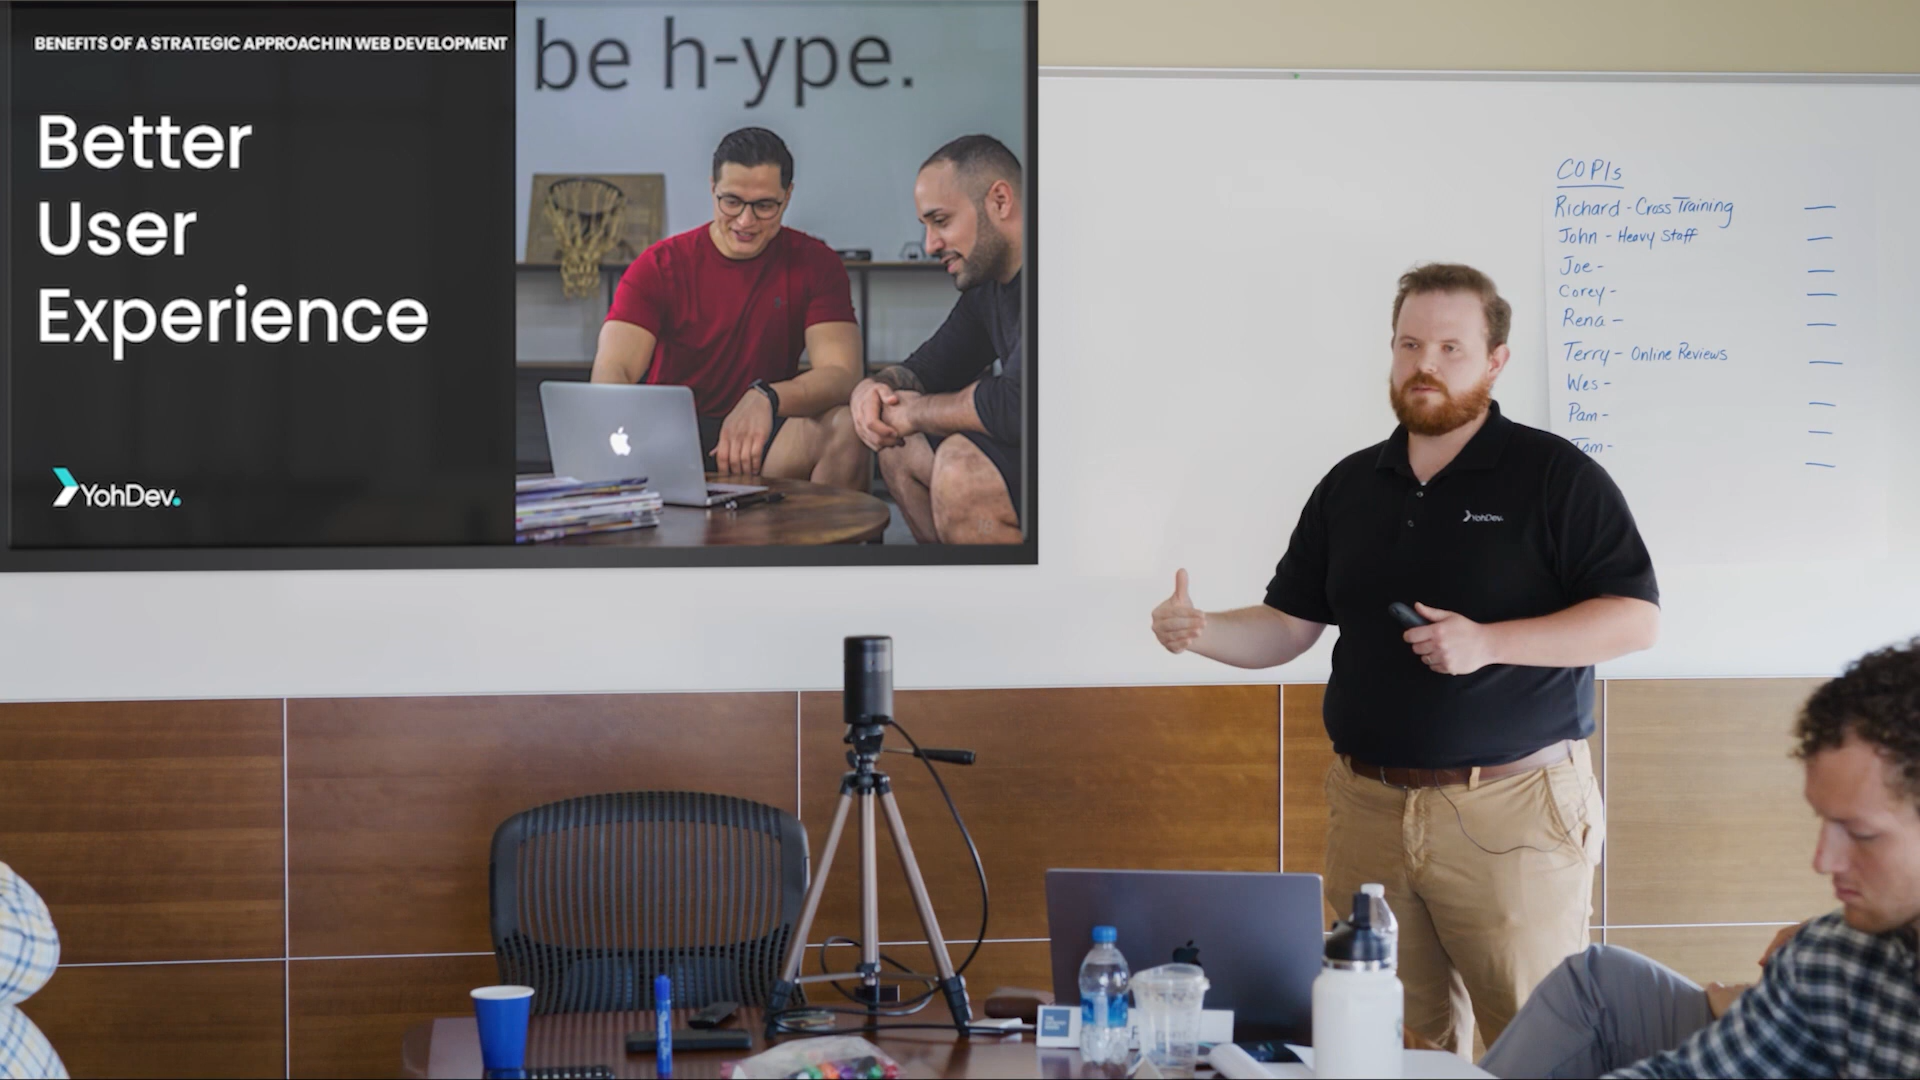 BENEFITS OF A STRATEGIC APPROACH IN WEB DEVELOPMENT
Better
User
Experience
YohDev.
be h-ype.
COPIs
Richard - Cross Training
John - Heavy Staff
Joe -
Corey -
Rena -
Terry - Online Reviews
Wes -
Pam -
Tom -
YohDev.